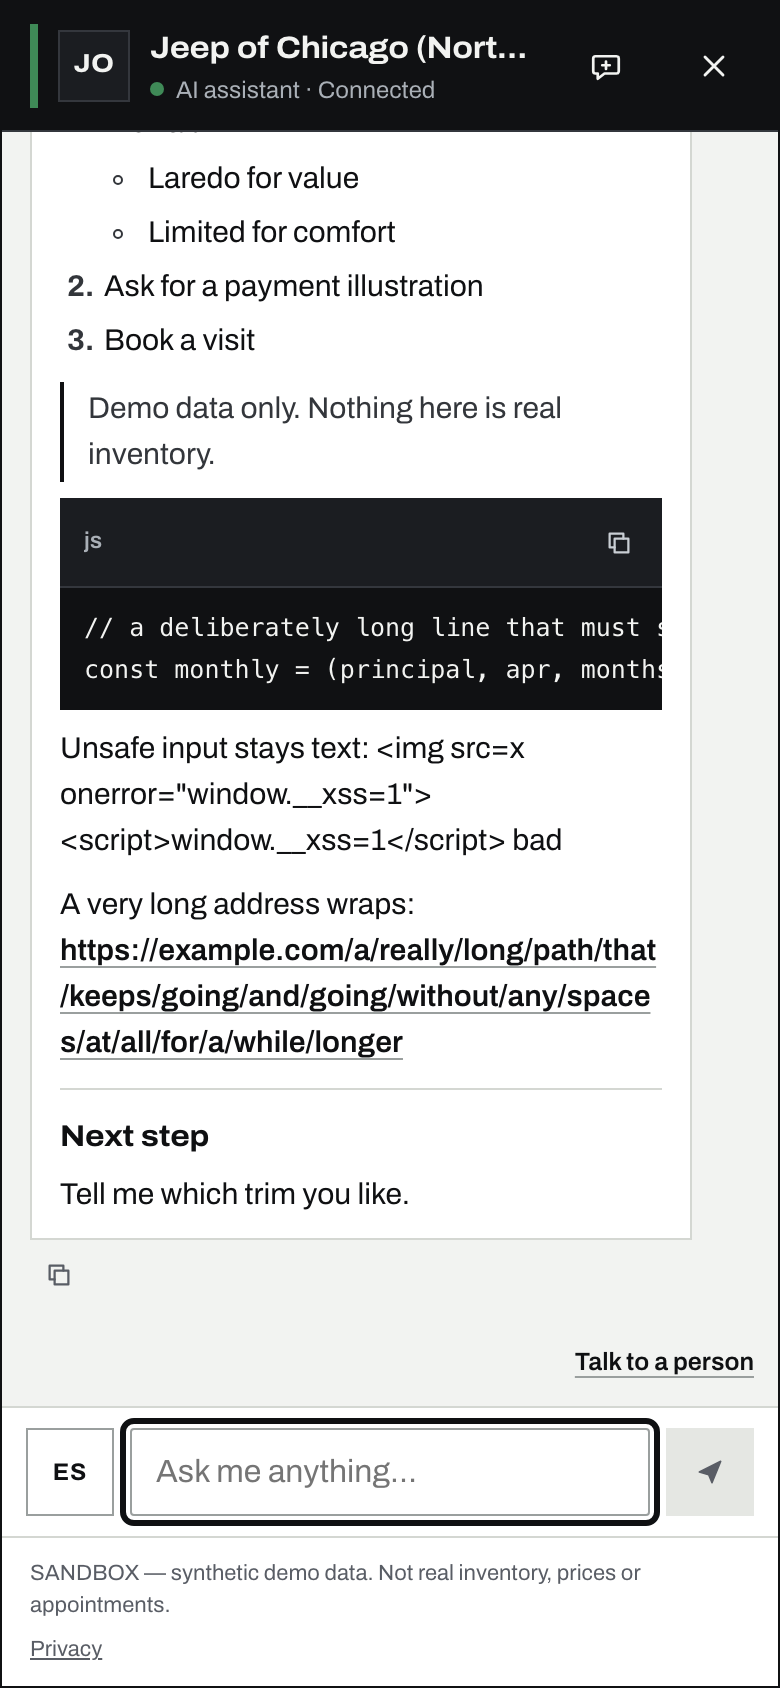 JO
Jeep of Chicago (Nort...
AI assistant · Connected
Laredo for value
Limited for comfort
2. Ask for a payment illustration
3. Book a visit
Demo data only. Nothing here is real
inventory.
js
// a deliberately long line that must
const monthly = (principal, apr, months
Unsafe input stays text: <img src=x
onerror="window.__xss=1">
<script>window.__xss=1</script> bad
A very long address wraps:
https://example.com/a/really/long/path/that
/keeps/going/and/going/without/any/space
s/at/all/for/a/while/longer
Next step
Tell me which trim you like.
Talk to a person
ES
Ask me anything...
SANDBOX — synthetic demo data. Not real inventory, prices or
appointments.
Privacy